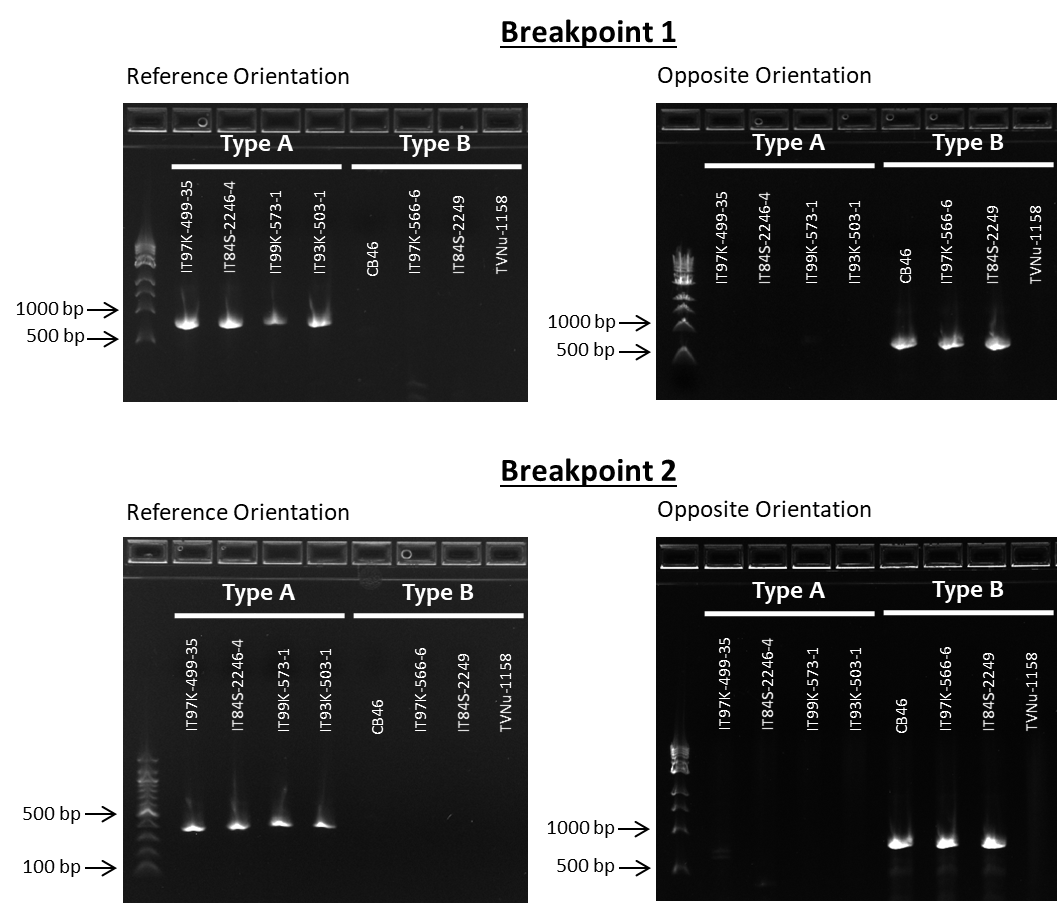 Breakpoint 1
Reference Orientation
Opposite Orientation
Type A
Type B
IT97K-499-35
IT84S-2246-4
IT99K-573-1
IT93K-503-1
CB46
IT97K-566-6
IT84S-2249
TVNu-1158
1000 bp
500 bp
Type A
Type B
IT97K-499-35
IT84S-2246-4
IT99K-573-1
IT93K-503-1
CB46
IT97K-566-6
IT84S-2249
TVNu-1158
1000 bp
500 bp
Breakpoint 2
Reference Orientation
Opposite Orientation
Type A
Type B
IT97K-499-35
IT84S-2246-4
IT99K-573-1
IT93K-503-1
CB46
IT97K-566-6
IT84S-2249
TVNu-1158
500 bp
100 bp
Type A
Type B
IT97K-499-35
IT84S-2246-4
IT99K-573-1
IT93K-503-1
CB46
IT97K-566-6
IT84S-2249
TVNu-1158
1000 bp
500 bp